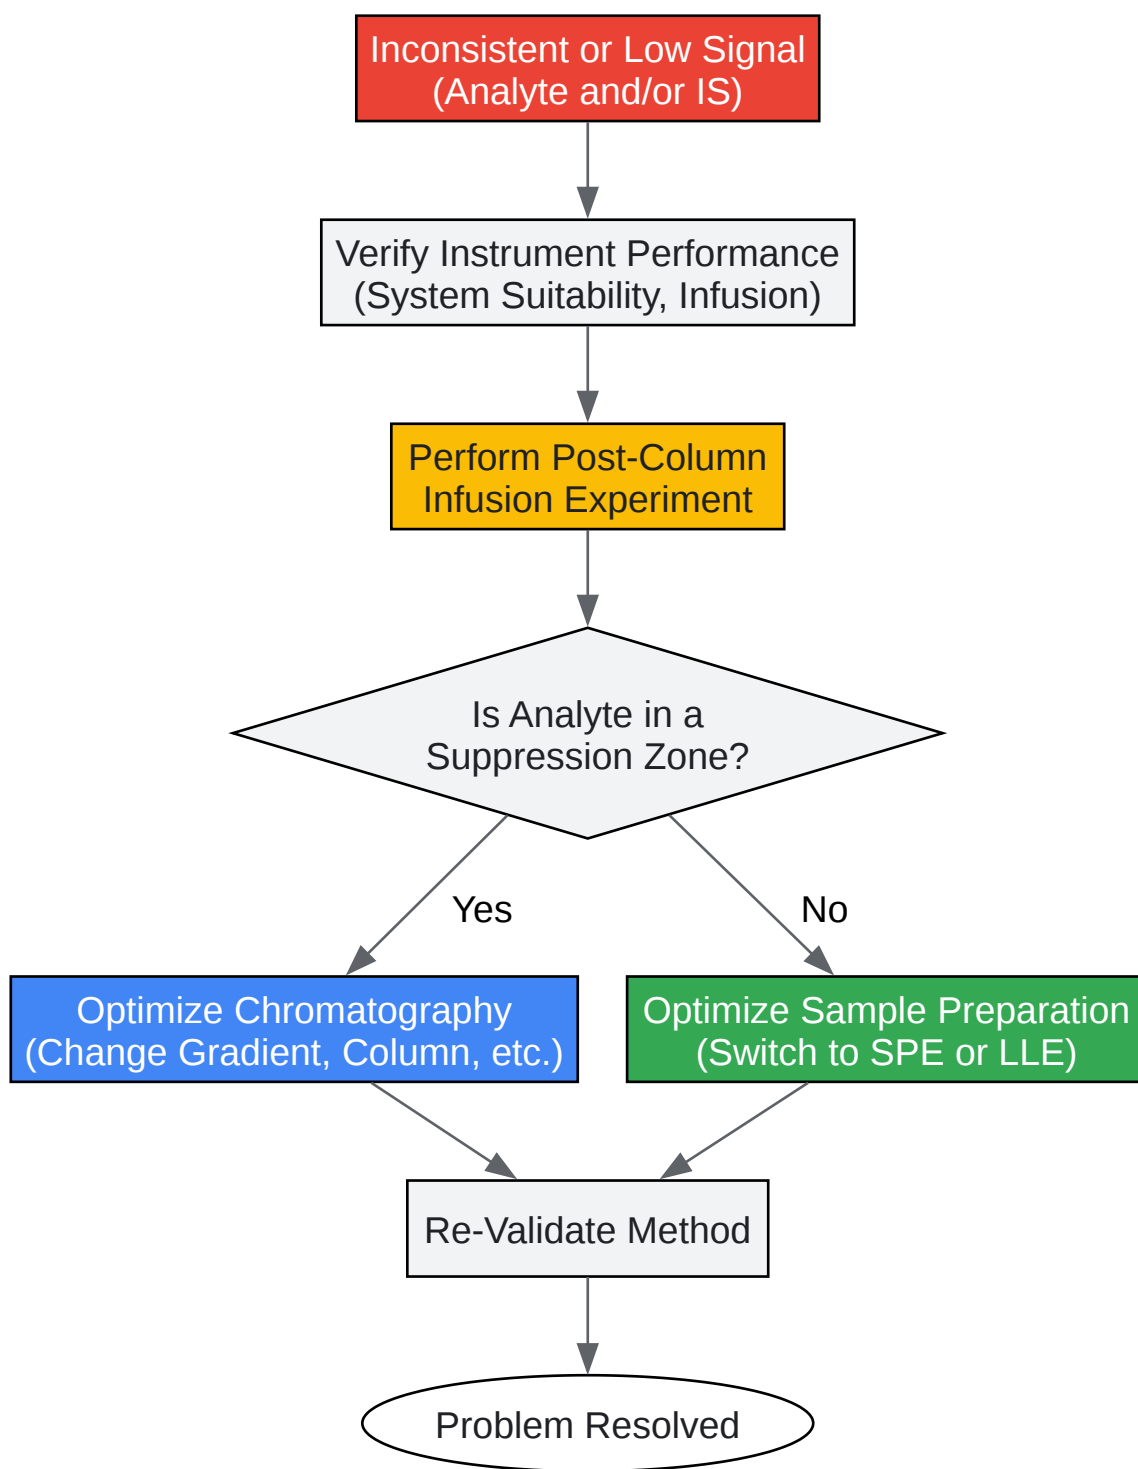 Inconsistent or Low Signal
(Analyte and/or IS)
Verify Instrument Performance
(System Suitability, Infusion)
Perform Post-Column
Infusion Experiment
Is Analyte in a
Suppression Zone?
Yes
No
Optimize Chromatography
(Change Gradient, Column, etc.)
Optimize Sample Preparation
(Switch to SPE or LLE)
Re-Validate Method
Problem Resolved